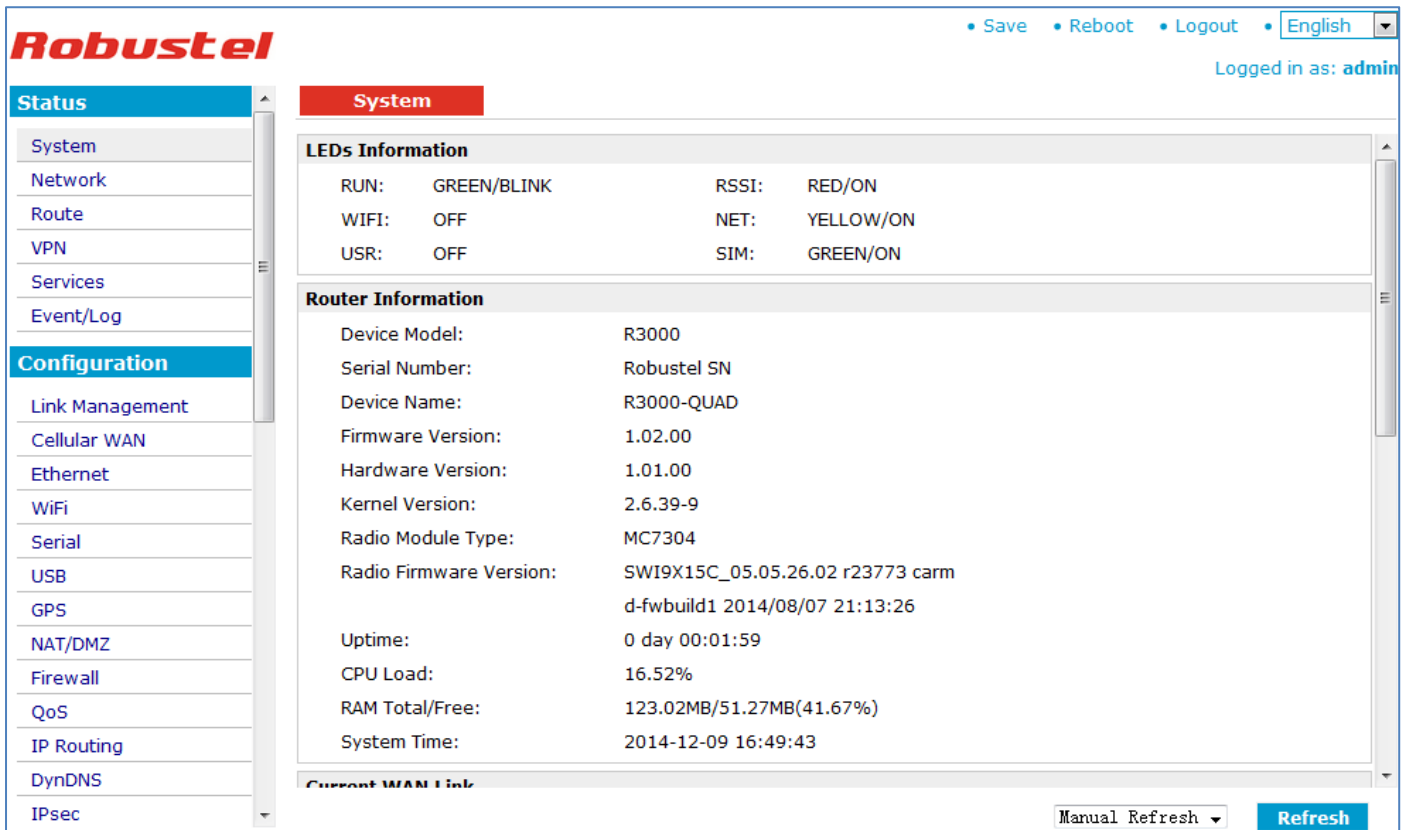 Robustel
• Save • Reboot • Logout • English
Logged in as: admin
Status
System
Network
Route
VPN
Services
Event/Log
Configuration
Link Management
Cellular WAN
Ethernet
WiFi
Serial
USB
GPS
NAT/DMZ
Firewall
QoS
IP Routing
DynDNS
IPsec
System
LEDs Information
RUN: GREEN/BLINK RSSI: RED/ON
WIFI: OFF NET: YELLOW/ON
USR: OFF SIM: GREEN/ON
Router Information
Device Model: R3000
Serial Number: Robustel SN
Device Name: R3000-QUAD
Firmware Version: 1.02.00
Hardware Version: 1.01.00
Kernel Version: 2.6.39-9
Radio Module Type: MC7304
Radio Firmware Version: SWI9X15C_05.05.26.02 r23773 carm
d-fwbuild1 2014/08/07 21:13:26
Uptime: 0 day 00:01:59
CPU Load: 16.52%
RAM Total/Free: 123.02MB/51.27MB(41.67%)
System Time: 2014-12-09 16:49:43
Current WAN Link
Manual Refresh Refresh